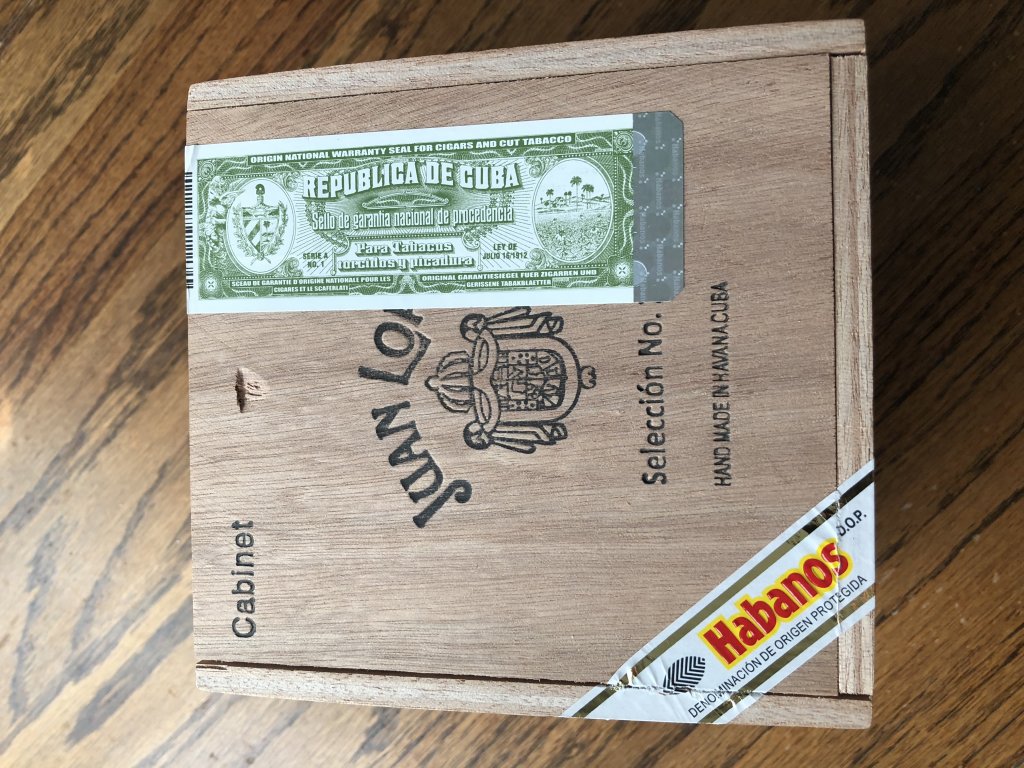 ORIGIN NATIONAL WARRANTY SEAL FOR CIGARS AND CUT TABACCO
REPUBLICA DE CUBA
Sello de garantia nacional de procedencia
Para Tabacos
torcidos y picadura
SERIE A
NO. 1
LEY DE
JULIO 16/1912
SCEAU DE GARANTIE D'ORIGINE NATIONALE POUR LES
CIGARES ET LE SCAFERLATI
ORIGINAL GARANTIESIEGEL FUER ZIGARREN UND
GERISSENE TABAKBLAETTER
Cabinet
JUAN LOP
Selección No.
HAND MADE IN HAVANA, CUBA
Habanos
D.O.P.
DENOMINACIÓN DE ORIGEN PROTEGIDA